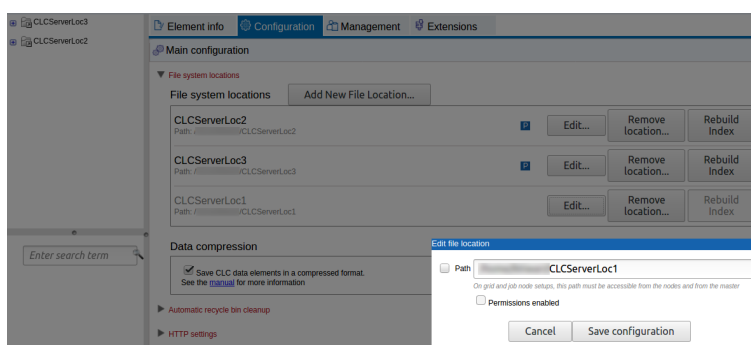 CLCServerLoc3
CLCServerLoc2
Element info Configuration Management Extensions
Main configuration
File system locations
File system locations Add New File Location...
CLCServerLoc2
Path: / /CLCServerLoc2
P Edit... Remove location... Rebuild Index
CLCServerLoc3
Path: / /CLCServerLoc3
P Edit... Remove location... Rebuild Index
CLCServerLoc1
Path: / /CLCServerLoc1
Edit... Remove location... Rebuild Index
Enter search term
Data compression
Save CLC data elements in a compressed format.
See the manual for more information
Automatic recycle bin cleanup
HTTP settings
Edit file location
Path CLCServerLoc1
On grid and job node setups, this path must be accessible from the nodes and from the master
Permissions enabled
Cancel Save configuration